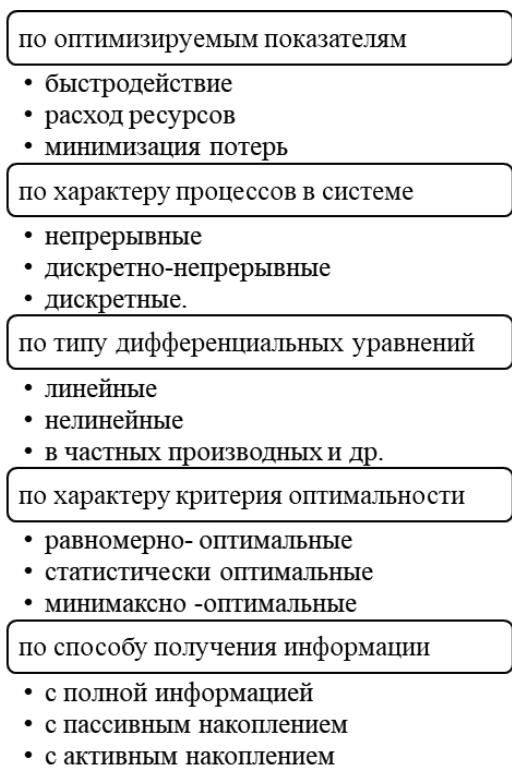 по оптимизируемым показателям
• быстродействие
• расход ресурсов
• минимизация потерь
по характеру процессов в системе
• непрерывные
• дискретно-непрерывные
• дискретные.
по типу дифференциальных уравнений
• линейные
• нелинейные
• в частных производных и др.
по характеру критерия оптимальности
• равномерно- оптимальные
• статистически оптимальные
• минимаксно -оптимальные
по способу получения информации
• с полной информацией
• с пассивным накоплением
• с активным накоплением